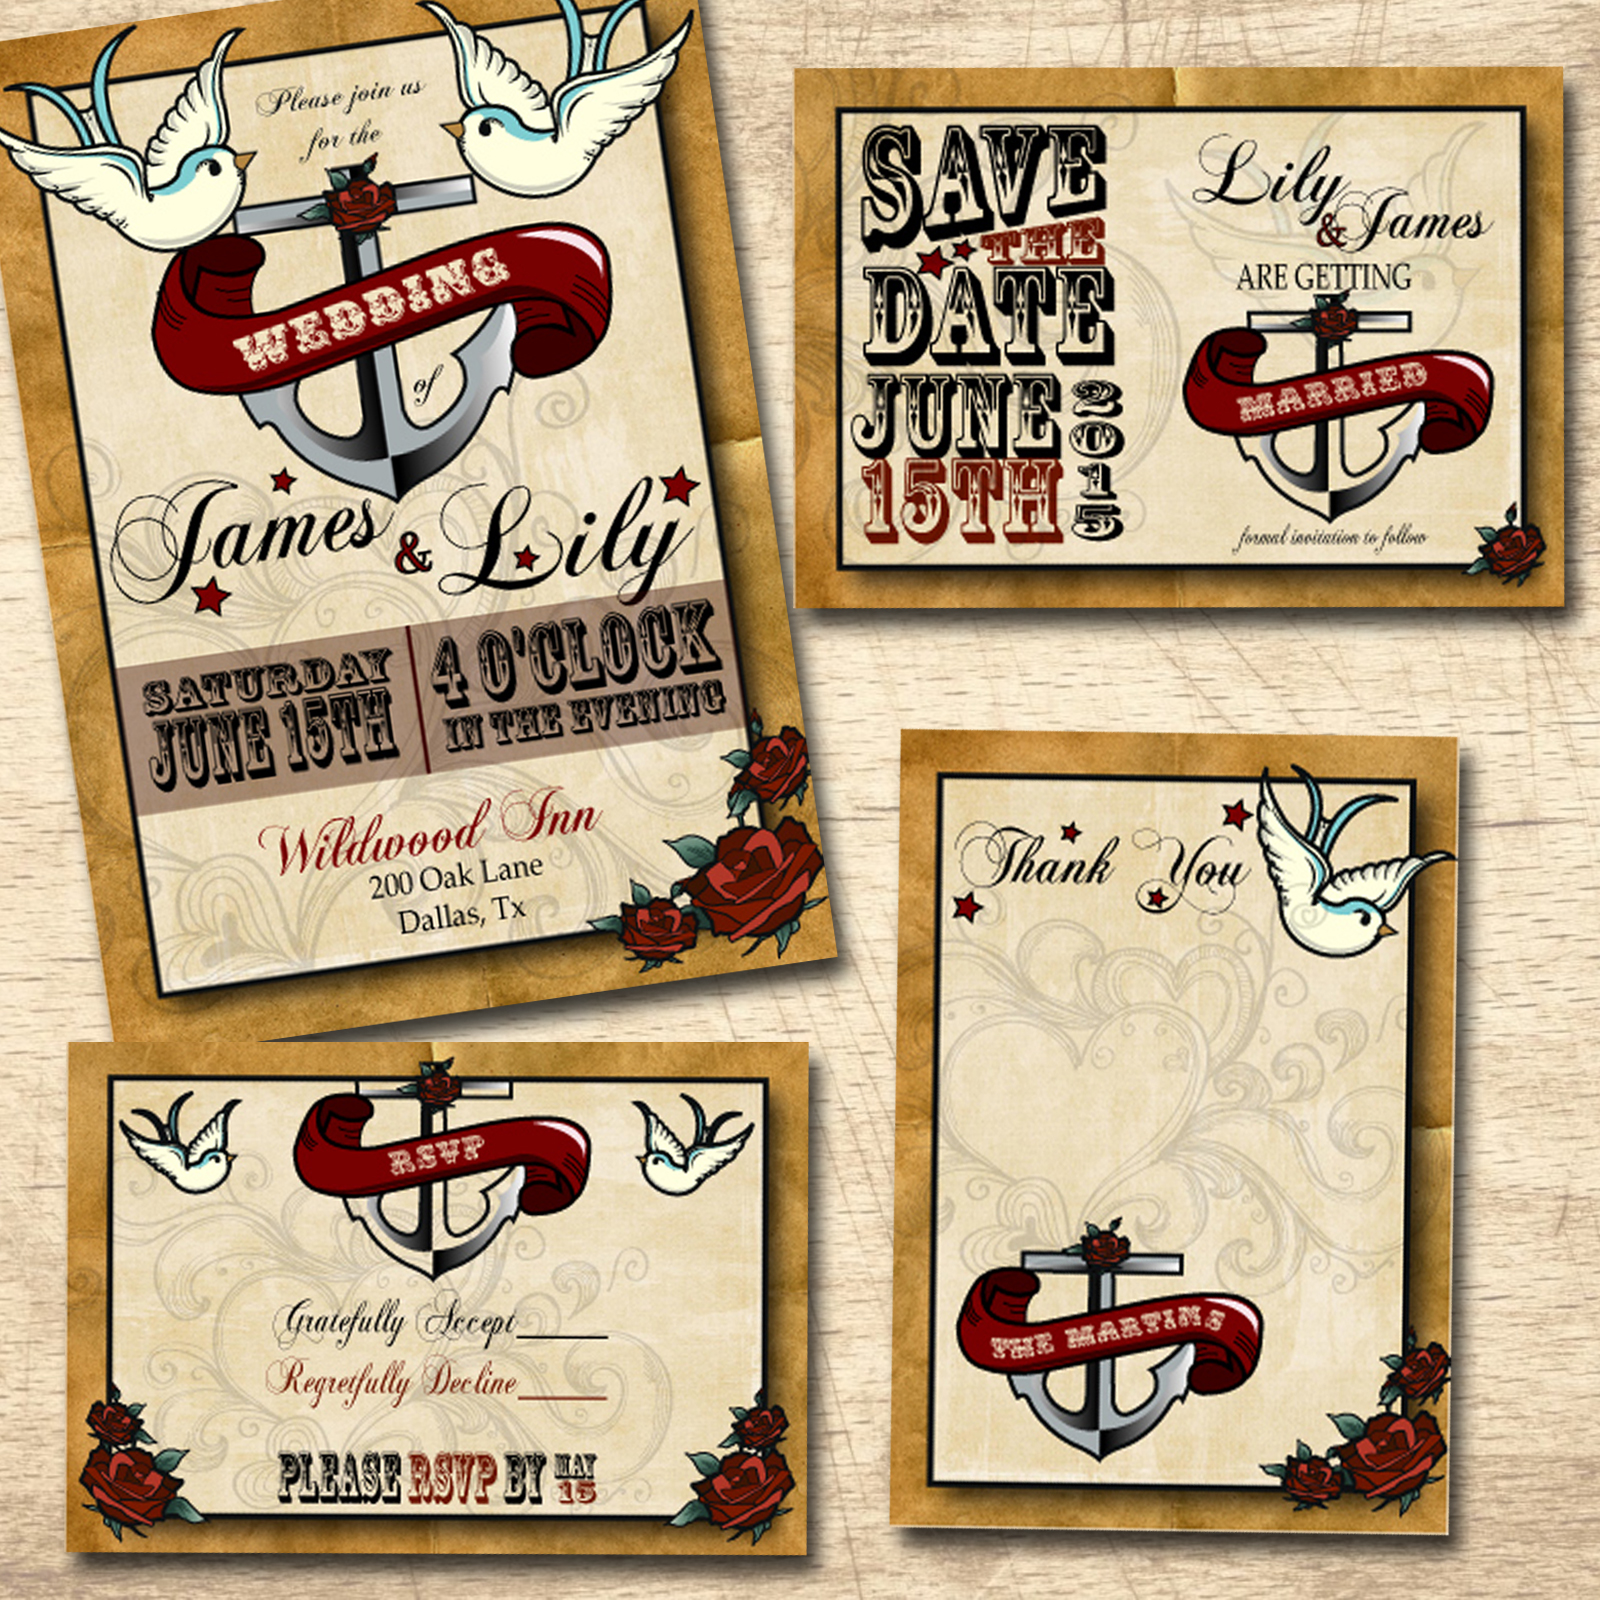 Please join us
for the
WEDDING
of
James & Lily
SATURDAY
JUNE 15TH
4 O'CLOCK
IN THE EVENING
Wildwood Inn
200 Oak Lane
Dallas, Tx
SAVE
THE
DATE
JUNE
15TH
2015
Lily
& James
ARE GETTING
MARRIED
formal invitation to follow
RSVP
Gratefully Accept
Regretfully Decline
PLEASE RSVP BY MAY 15
Thank You
THE MARTINS